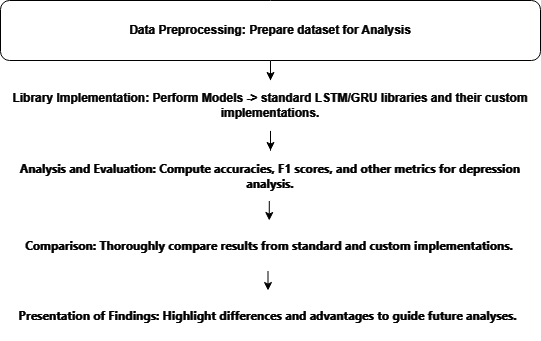 Data Preprocessing: Prepare dataset for Analysis
Library Implementation: Perform Models -> standard LSTM/GRU libraries and their custom
implementations.
Analysis and Evaluation: Compute accuracies, F1 scores, and other metrics for depression
analysis.
Comparison: Thoroughly compare results from standard and custom implementations.
Presentation of Findings: Highlight differences and advantages to guide future analyses.